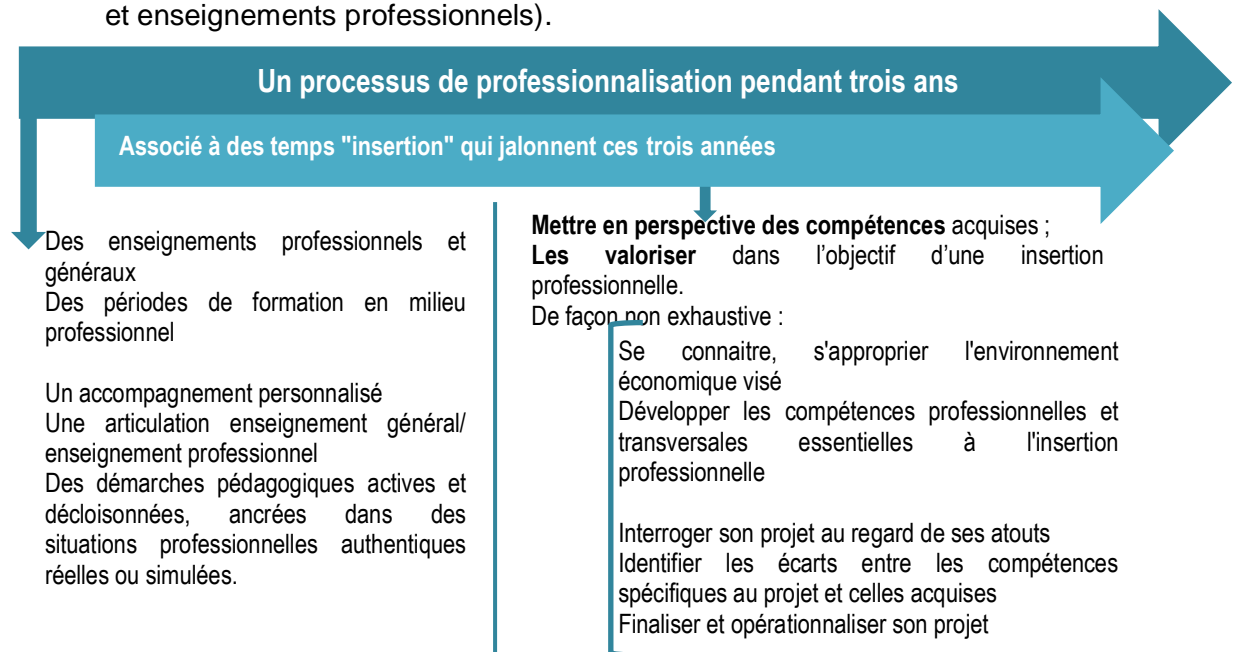 et enseignements professionnels).
Un processus de professionnalisation pendant trois ans
Associé à des temps "insertion" qui jalonnent ces trois années
Des enseignements professionnels et
généraux
Des périodes de formation en milieu
professionnel
Un accompagnement personnalisé
Une articulation enseignement général/
enseignement professionnel
Des démarches pédagogiques actives et
décloisonnées, ancrées dans des
situations professionnelles authentiques
réelles ou simulées.
Mettre en perspective des compétences acquises ;
Les valoriser dans l’objectif d’une insertion
professionnelle.
De façon non exhaustive :
Se connaitre, s'approprier l'environnement
économique visé
Développer les compétences professionnelles et
transversales essentielles à l'insertion
professionnelle
Interroger son projet au regard de ses atouts
Identifier les écarts entre les compétences
spécifiques au projet et celles acquises
Finaliser et opérationnaliser son projet